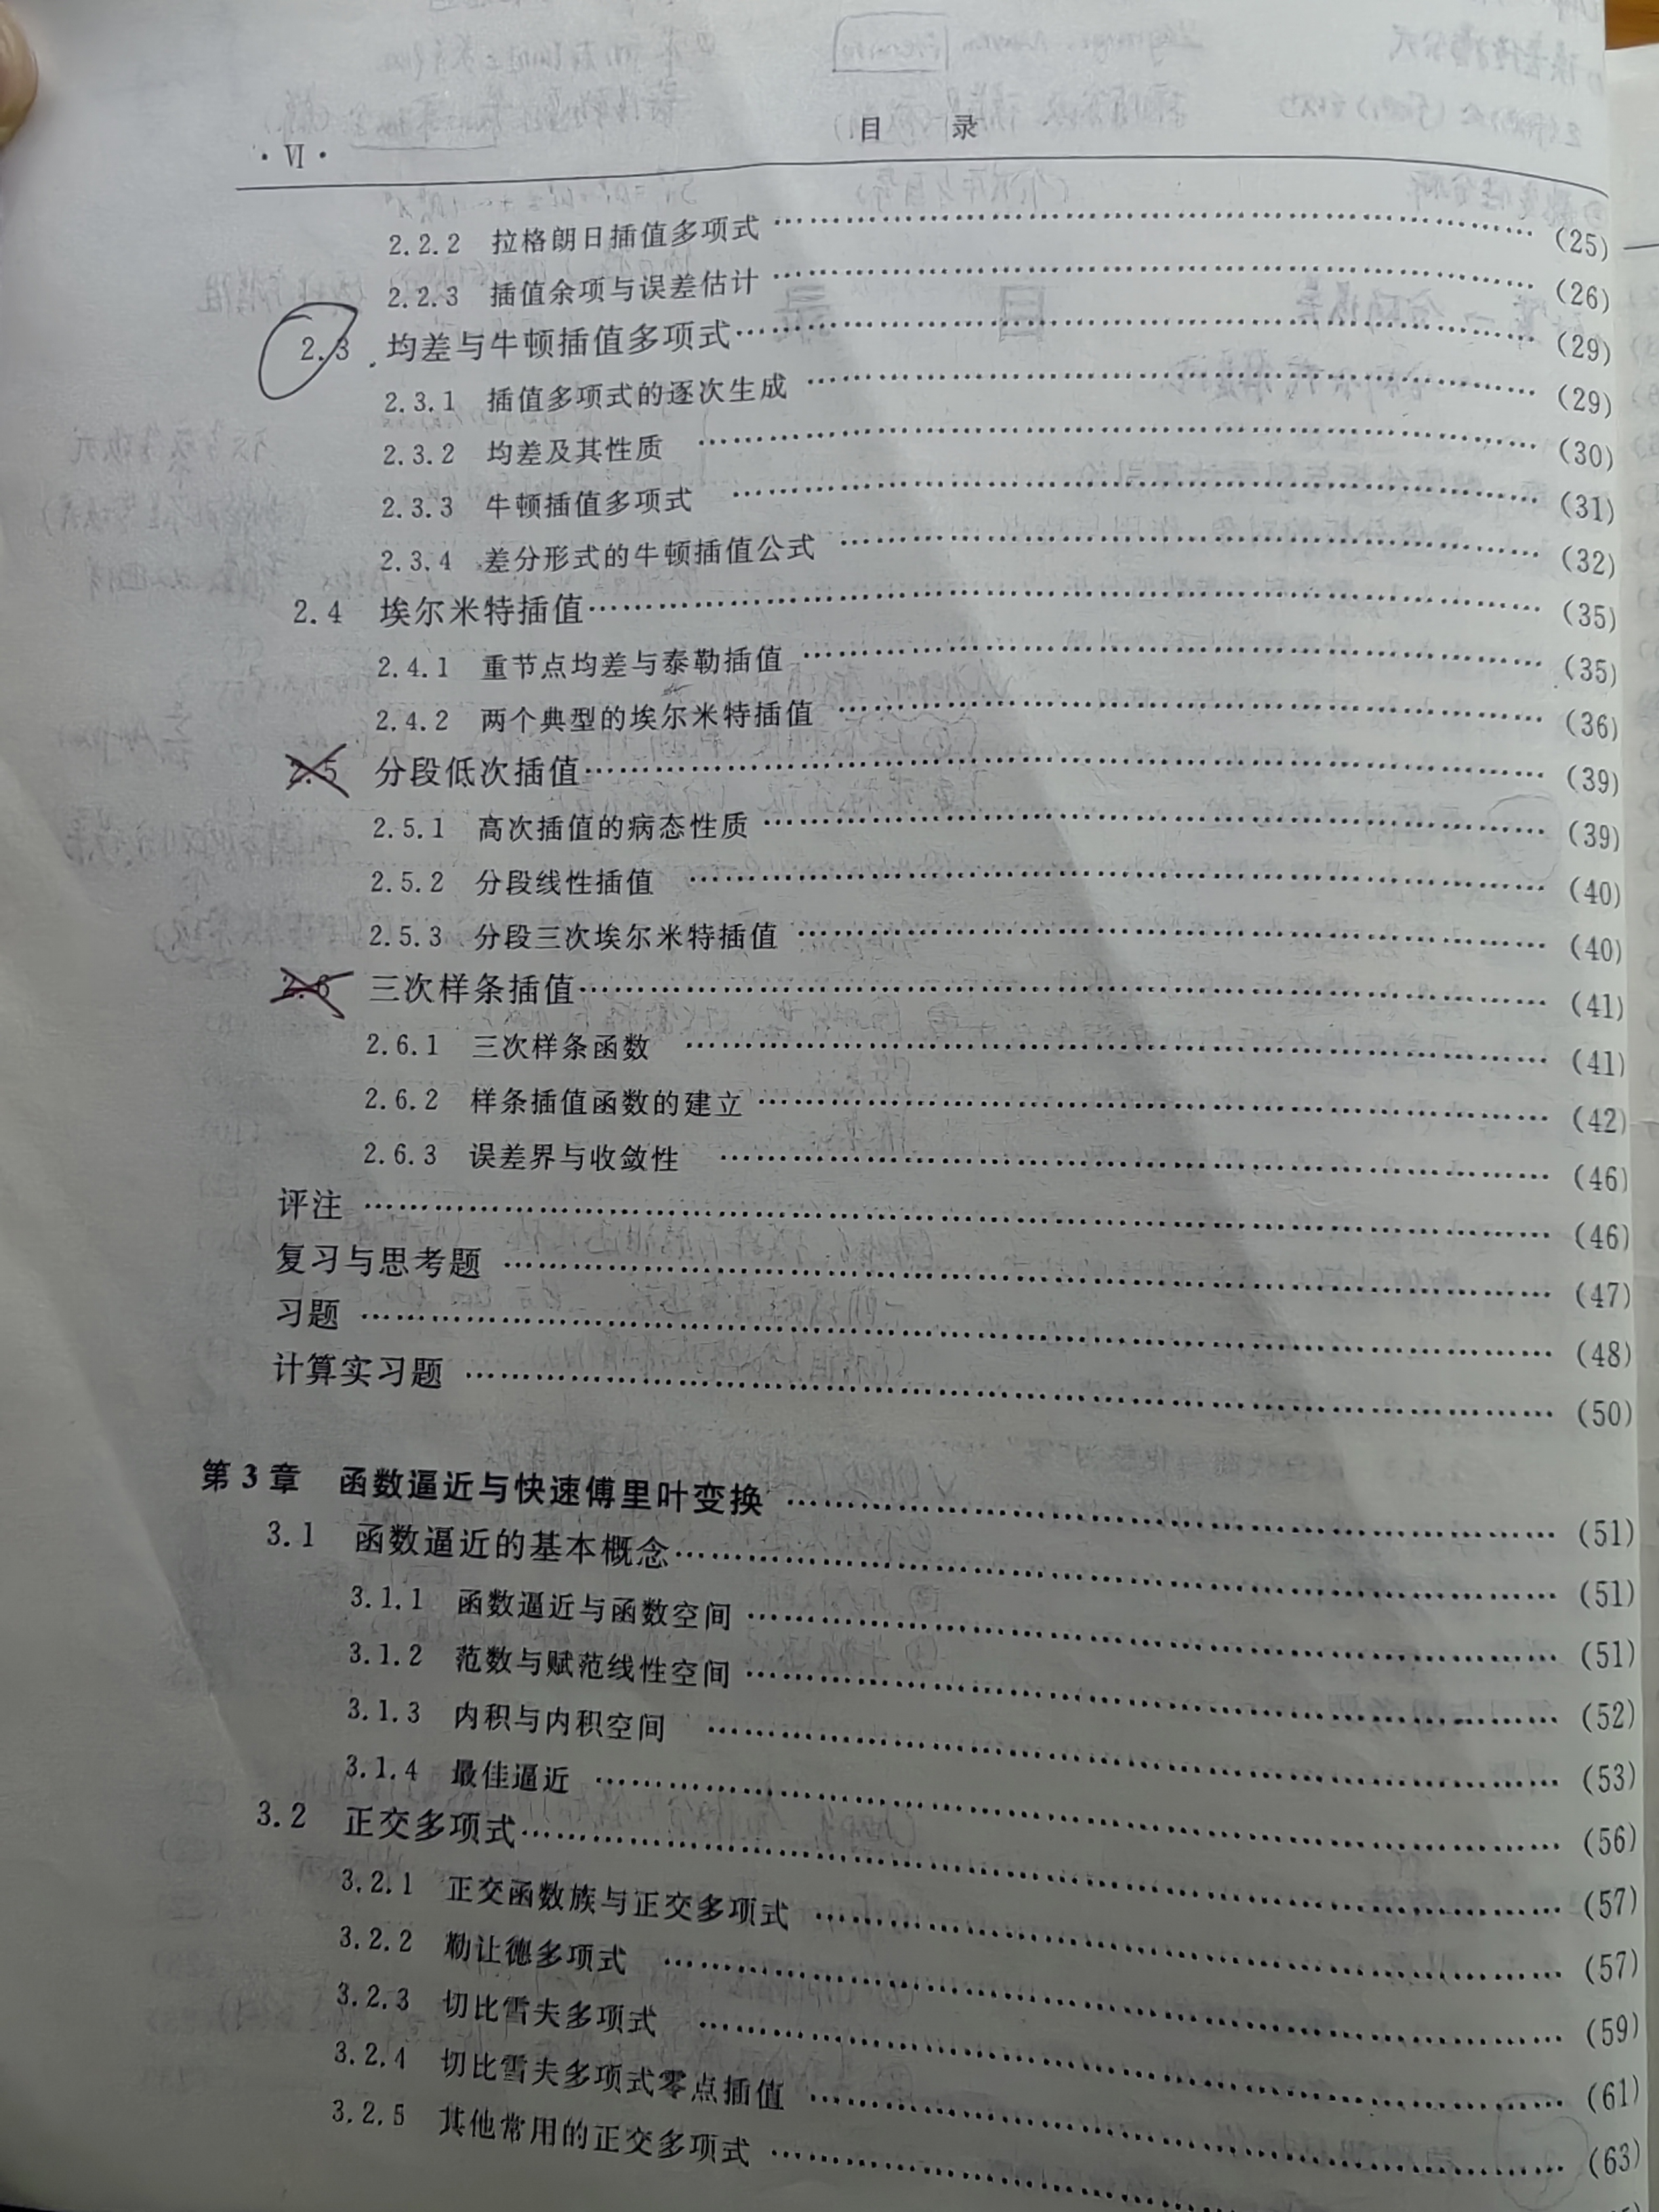 目 录
· Ⅵ ·
2.2.2 拉格朗日插值多项式 ……………………………… (25)
2.2.3 插值余项与误差估计 ……………………………… (26)
2.3 均差与牛顿插值多项式……………………………… (29)
2.3.1 插值多项式的逐次生成 ……………………………… (29)
2.3.2 均差及其性质 ……………………………… (30)
2.3.3 牛顿插值多项式 ……………………………… (31)
2.3.4 差分形式的牛顿插值公式 ……………………………… (32)
2.4 埃尔米特插值……………………………… (35)
2.4.1 重节点均差与泰勒插值 ……………………………… (35)
2.4.2 两个典型的埃尔米特插值 ……………………………… (36)
2.5 分段低次插值……………………………… (39)
2.5.1 高次插值的病态性质 ……………………………… (39)
2.5.2 分段线性插值 ……………………………… (40)
2.5.3 分段三次埃尔米特插值 ……………………………… (40)
2.6 三次样条插值……………………………… (41)
2.6.1 三次样条函数 ……………………………… (41)
2.6.2 样条插值函数的建立 ……………………………… (42)
2.6.3 误差界与收敛性 ……………………………… (46)
评注 ……………………………… (46)
复习与思考题 ……………………………… (47)
习题 ……………………………… (48)
计算实习题 ……………………………… (50)
第3章 函数逼近与快速傅里叶变换 ……………………………… (51)
3.1 函数逼近的基本概念……………………………… (51)
3.1.1 函数逼近与函数空间 ……………………………… (51)
3.1.2 范数与赋范线性空间 ……………………………… (52)
3.1.3 内积与内积空间 ……………………………… (53)
3.1.4 最佳逼近 ……………………………… (56)
3.2 正交多项式……………………………… (57)
3.2.1 正交函数族与正交多项式 ……………………………… (57)
3.2.2 勒让德多项式 ……………………………… (59)
3.2.3 切比雪夫多项式 ……………………………… (61)
3.2.4 切比雪夫多项式零点插值 ……………………………… (63)
3.2.5 其他常用的正交多项式 ………………………………